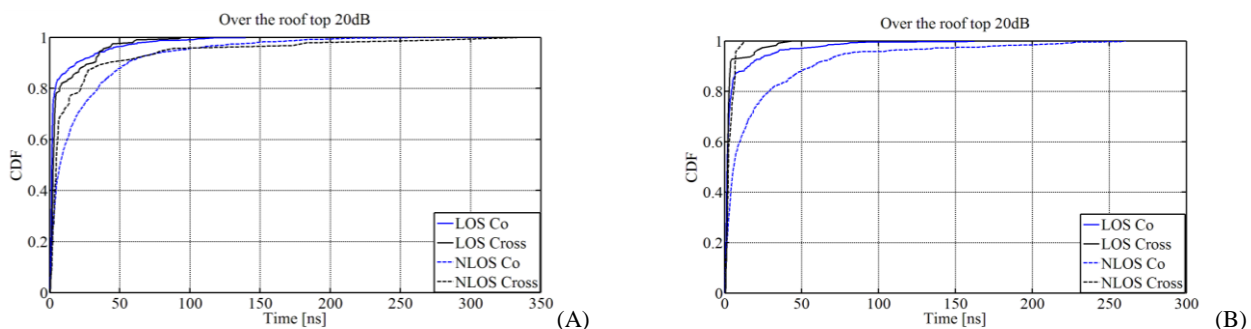 Over the roof top 20dB
1
0.8
0.6
0.4
0.2
0
CDF
0 50 100 150 200 250 300 350
Time [ns]
LOS Co
LOS Cross
NLOS Co
NLOS Cross
(A)
Over the roof top 20dB
1
0.8
0.6
0.4
0.2
0
CDF
0 50 100 150 200 250 300
Time [ns]
LOS Co
LOS Cross
NLOS Co
NLOS Cross
(B)